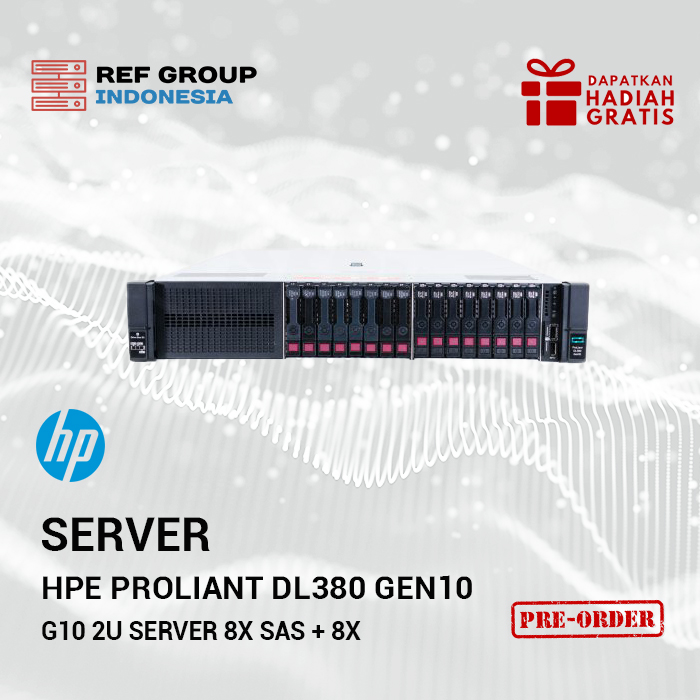 REF GROUP
INDONESIA
DAPATKAN
HADIAH
GRATIS
hp
SERVER
HPE PROLIANT DL380 GEN10
G10 2U SERVER 8X SAS + 8X
PRE-ORDER